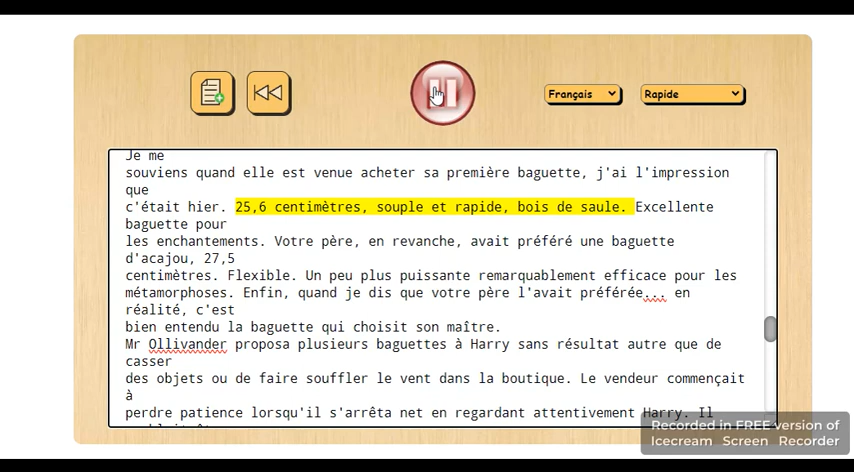 Français
Rapide
Je me
souviens quand elle est venue acheter sa première baguette, j'ai l'impression
que
c'était hier. 25,6 centimètres, souple et rapide, bois de saule. Excellente
baguette pour
les enchantements. Votre père, en revanche, avait préféré une baguette
d'acajou, 27,5
centimètres. Flexible. Un peu plus puissante remarquablement efficace pour les
métamorphoses. Enfin, quand je dis que votre père l'avait préférée... en
réalité, c'est
bien entendu la baguette qui choisit son maître.
Mr Ollivander proposa plusieurs baguettes à Harry sans résultat autre que de
casser
des objets ou de faire souffler le vent dans la boutique. Le vendeur commençait
à
perdre patience lorsqu'il s'arrêta net en regardant attentivement Harry. Il
Recorded in FREE version of
Icecream Screen Recorder